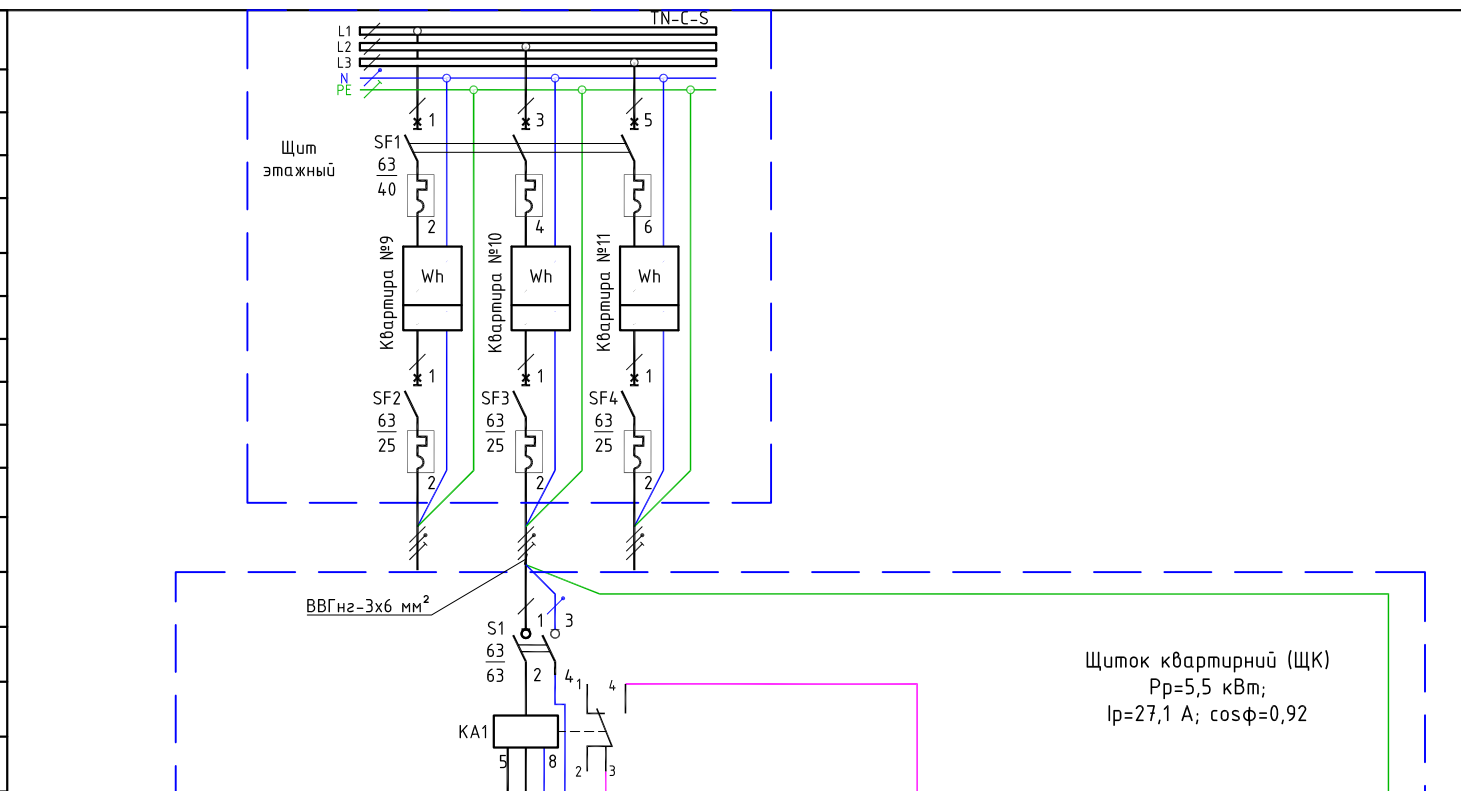 TN-C-S
L1
L2
L3
N
PE
1
3
5
Щит
этажный
SF1
63
40
2
4
6
Квартира №9
Wh
Квартира №10
Wh
Квартира №11
Wh
1
1
1
SF2
63
25
SF3
63
25
SF4
63
25
2
2
2
ВВГнг-3х6 мм²
S1
63
63
1
3
2
4
1
4
KA1
5
8
2
3
Щиток квартирний (ЩК)
Рр=5,5 кВт;
Iр=27,1 А; cosф=0,92